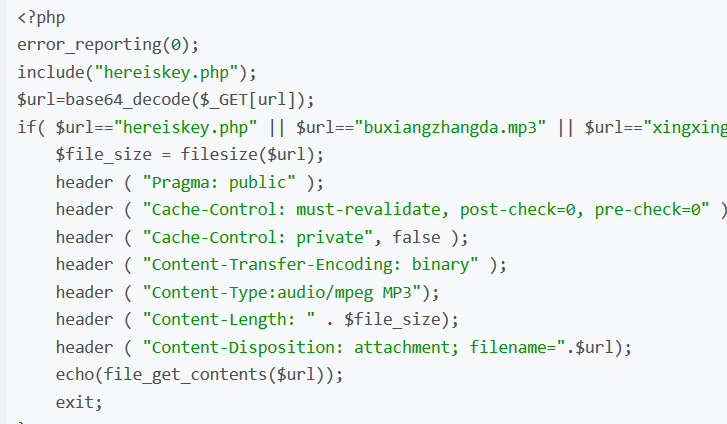 <?php
error_reporting(0);
include("hereiskey.php");
$url=base64_decode($_GET[url]);
if( $url=="hereiskey.php" || $url=="buxiangzhangda.mp3" || $url=="xingxing
$file_size = filesize($url);
header ( "Pragma: public" );
header ( "Cache-Control: must-revalidate, post-check=0, pre-check=0" )
header ( "Cache-Control: private", false );
header ( "Content-Transfer-Encoding: binary" );
header ( "Content-Type:audio/mpeg MP3");
header ( "Content-Length: " . $file_size);
header ( "Content-Disposition: attachment; filename=".$url);
echo(file_get_contents($url));
exit;